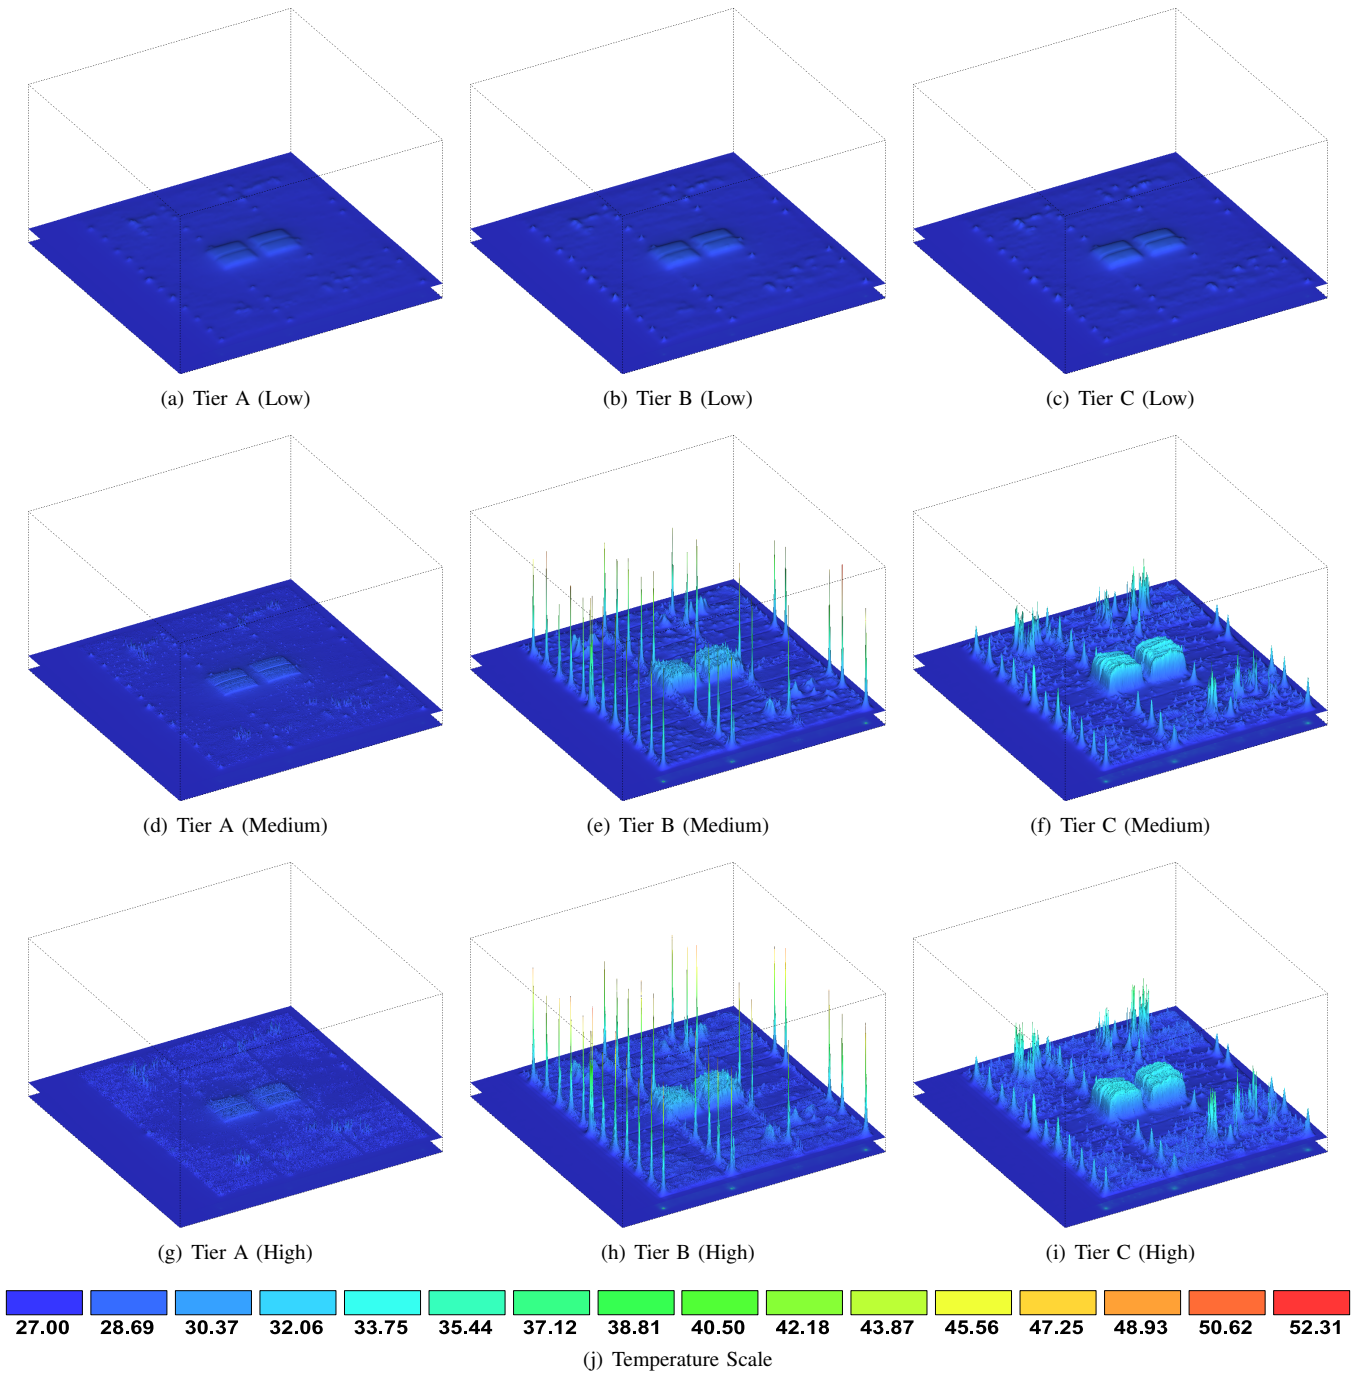 (a) Tier A (Low) (b) Tier B (Low) (c) Tier C (Low)
(d) Tier A (Medium) (e) Tier B (Medium) (f) Tier C (Medium)
(g) Tier A (High) (h) Tier B (High) (i) Tier C (High)
27.00 28.69 30.37 32.06 33.75 35.44 37.12 38.81 40.50 42.18 43.87 45.56 47.25 48.93 50.62 52.31
(j) Temperature Scale